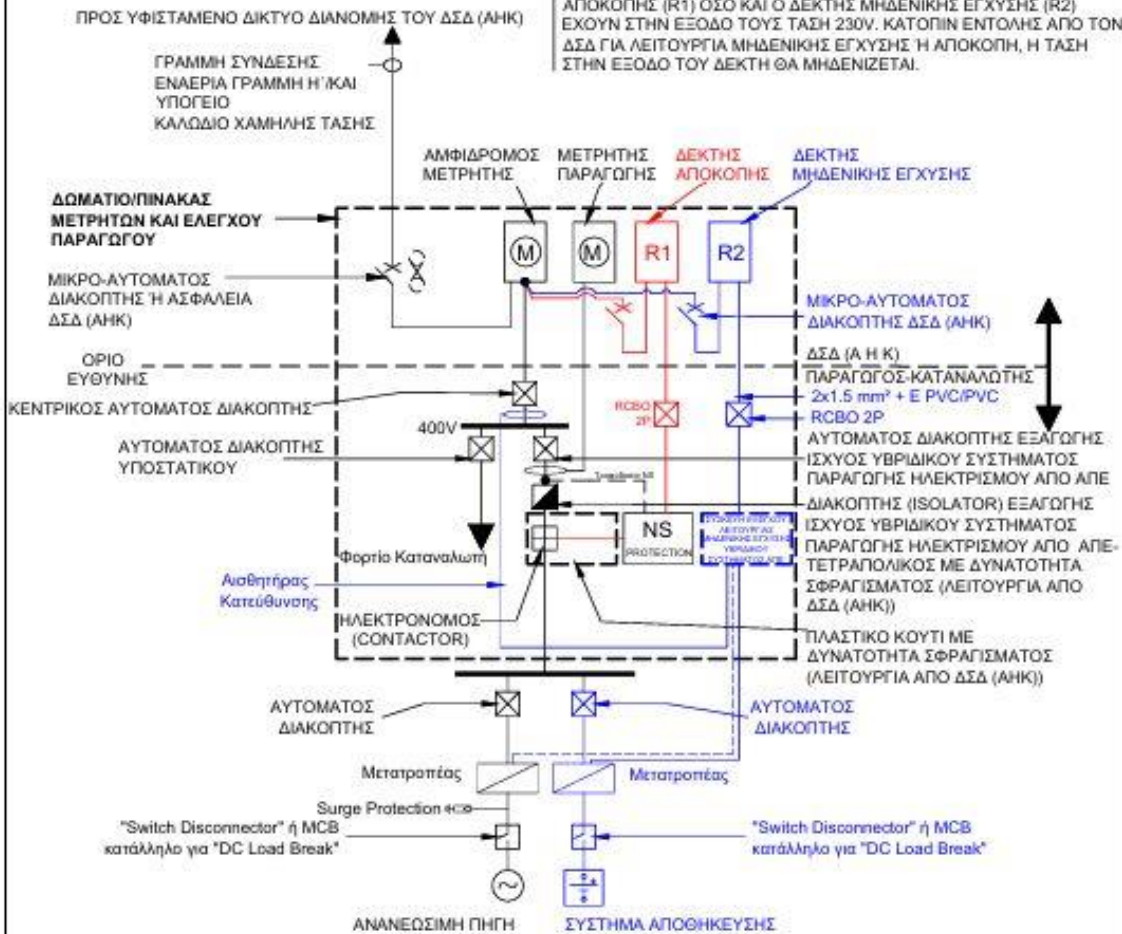 ΠΡΟΣ ΥΦΙΣΤΑΜΕΝΟ ΔΙΚΤΥΟ ΔΙΑΝΟΜΗΣ ΤΟΥ ΔΣΔ (ΑΗΚ)
ΑΠΟΚΟΠΗΣ (R1) ΟΣΟ ΚΑΙ Ο ΔΕΚΤΗΣ ΜΗΔΕΝΙΚΗΣ ΕΓΧΥΣΗΣ (R2)
ΕΧΟΥΝ ΣΤΗΝ ΕΞΟΔΟ ΤΟΥΣ ΤΑΣΗ 230V. ΚΑΤΟΠΙΝ ΕΝΤΟΛΗΣ ΑΠΟ ΤΟΝ
ΔΣΔ ΓΙΑ ΛΕΙΤΟΥΡΓΙΑ ΜΗΔΕΝΙΚΗΣ ΕΓΧΥΣΗΣ Ή ΑΠΟΚΟΠΗ, Η ΤΑΣΗ
ΣΤΗΝ ΕΞΟΔΟ ΤΟΥ ΔΕΚΤΗ ΘΑ ΜΗΔΕΝΙΖΕΤΑΙ.
ΓΡΑΜΜΗ ΣΥΝΔΕΣΗΣ
ΕΝΑΕΡΙΑ ΓΡΑΜΜΗ Η΄/ΚΑΙ
ΥΠΟΓΕΙΟ
ΚΑΛΩΔΙΟ ΧΑΜΗΛΗΣ ΤΑΣΗΣ
ΑΜΦΙΔΡΟΜΟΣ
ΜΕΤΡΗΤΗΣ
ΜΕΤΡΗΤΗΣ
ΠΑΡΑΓΩΓΗΣ
ΔΕΚΤΗΣ
ΑΠΟΚΟΠΗΣ
ΔΕΚΤΗΣ
ΜΗΔΕΝΙΚΗΣ ΕΓΧΥΣΗΣ
ΔΩΜΑΤΙΟ/ΠΙΝΑΚΑΣ
ΜΕΤΡΗΤΩΝ ΚΑΙ ΕΛΕΓΧΟΥ
ΠΑΡΑΓΩΓΟΥ
M
M
R1
R2
ΜΙΚΡΟ-ΑΥΤΟΜΑΤΟΣ
ΔΙΑΚΟΠΤΗΣ Ή ΑΣΦΑΛΕΙΑ
ΔΣΔ (ΑΗΚ)
ΜΙΚΡΟ-ΑΥΤΟΜΑΤΟΣ
ΔΙΑΚΟΠΤΗΣ ΔΣΔ (ΑΗΚ)
ΟΡΙΟ
ΕΥΘΥΝΗΣ
ΔΣΔ (Α Η Κ)
ΠΑΡΑΓΩΓΟΣ-ΚΑΤΑΝΑΛΩΤΗΣ
2x1.5 mm² + E PVC/PVC
RCBO 2P
ΚΕΝΤΡΙΚΟΣ ΑΥΤΟΜΑΤΟΣ ΔΙΑΚΟΠΤΗΣ
RCBO
2P
400V
ΑΥΤΟΜΑΤΟΣ ΔΙΑΚΟΠΤΗΣ
ΥΠΟΣΤΑΤΙΚΟΥ
ΑΥΤΟΜΑΤΟΣ ΔΙΑΚΟΠΤΗΣ ΕΞΑΓΩΓΗΣ
ΙΣΧΥΟΣ ΥΒΡΙΔΙΚΟΥ ΣΥΣΤΗΜΑΤΟΣ
ΠΑΡΑΓΩΓΗΣ ΗΛΕΚΤΡΙΣΜΟΥ ΑΠΟ ΑΠΕ
ΔΙΑΚΟΠΤΗΣ (ISOLATOR) ΕΞΑΓΩΓΗΣ
ΙΣΧΥΟΣ ΥΒΡΙΔΙΚΟΥ ΣΥΣΤΗΜΑΤΟΣ
ΠΑΡΑΓΩΓΗΣ ΗΛΕΚΤΡΙΣΜΟΥ ΑΠΟ ΑΠΕ-
ΤΕΤΡΑΠΟΛΙΚΟΣ ΜΕ ΔΥΝΑΤΟΤΗΤΑ
ΣΦΡΑΓΙΣΜΑΤΟΣ (ΛΕΙΤΟΥΡΓΙΑ ΑΠΟ
ΔΣΔ (ΑΗΚ))
NS
PROTECTION
ΛΕΙΤΟΥΡΓΙΑΣ
ΜΗΔΕΝΙΚΗΣ ΕΓΧΥΣΗΣ
ΥΒΡΙΔΙΚΟΥ
ΣΥΣΤΗΜΑΤΟΣ ΑΠΕ
Φορτίο Καταναλωτή
Αισθητήρας
Κατεύθυνσης
ΗΛΕΚΤΡΟΝΟΜΟΣ
(CONTACTOR)
ΠΛΑΣΤΙΚΟ ΚΟΥΤΙ ΜΕ
ΔΥΝΑΤΟΤΗΤΑ ΣΦΡΑΓΙΣΜΑΤΟΣ
(ΛΕΙΤΟΥΡΓΙΑ ΑΠΟ ΔΣΔ (ΑΗΚ))
ΑΥΤΟΜΑΤΟΣ
ΔΙΑΚΟΠΤΗΣ
ΑΥΤΟΜΑΤΟΣ
ΔΙΑΚΟΠΤΗΣ
Μετατροπέας
Μετατροπέας
Surge Protection
"Switch Disconnector" ή MCB
κατάλληλο για "DC Load Break"
"Switch Disconnector" ή MCB
κατάλληλο για "DC Load Break"
ΑΝΑΝΕΩΣΙΜΗ ΠΗΓΗ
ΣΥΣΤΗΜΑ ΑΠΟΘΗΚΕΥΣΗΣ